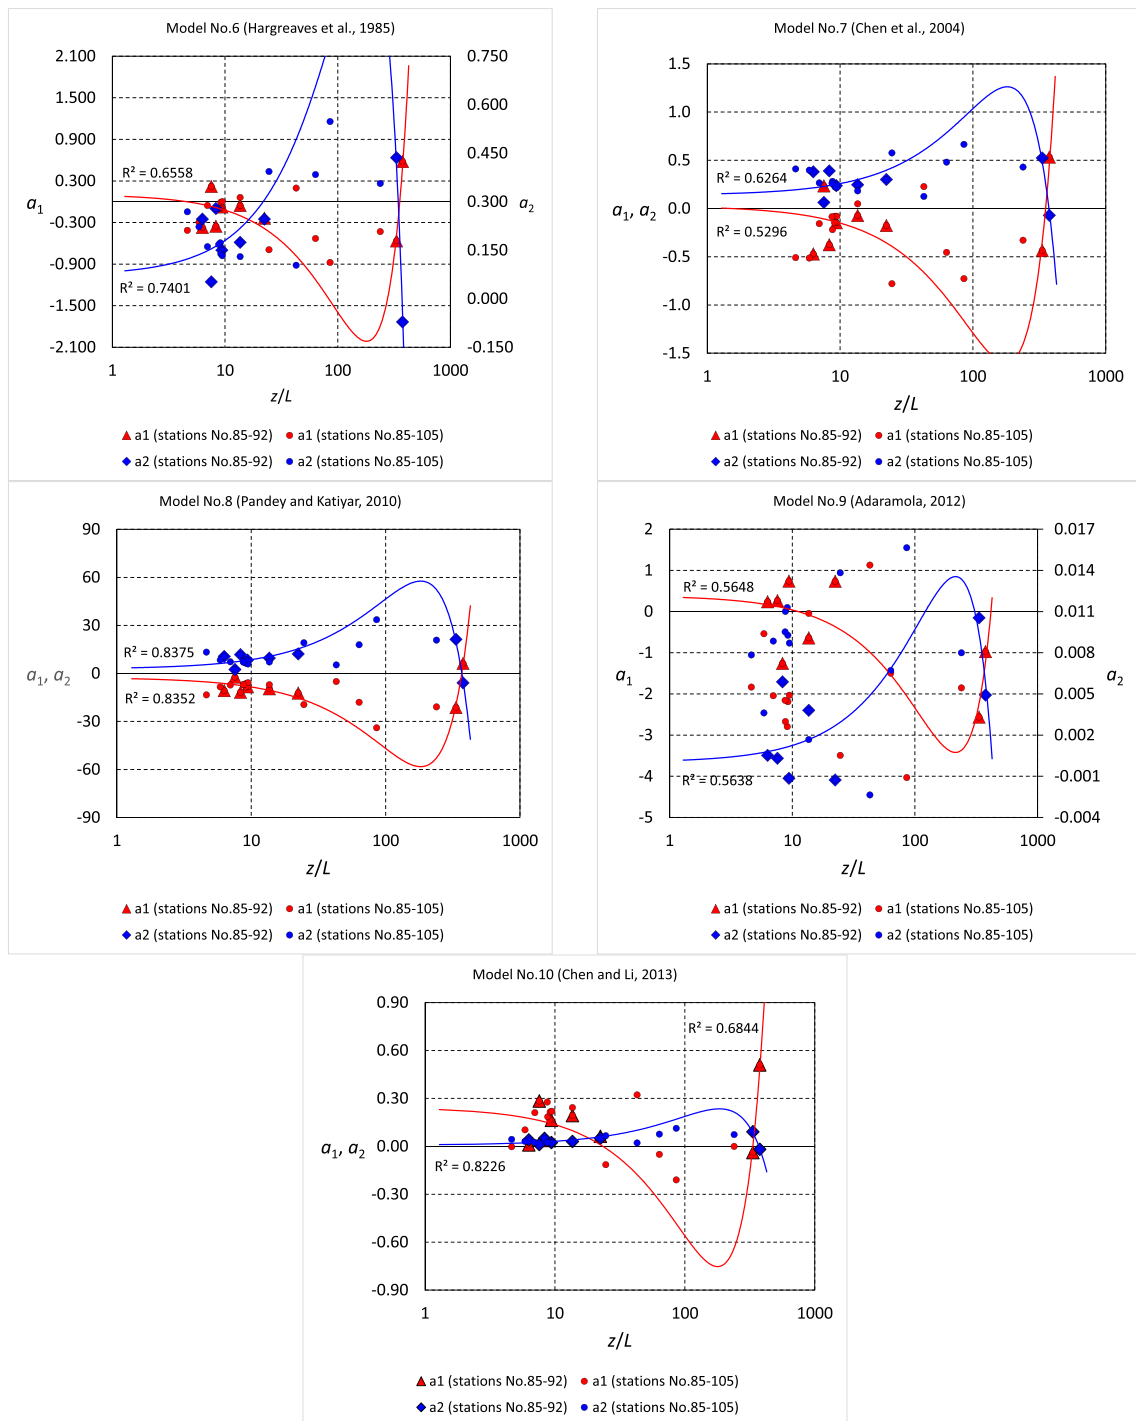 Model No.6 (Hargreaves et al., 1985)
2.100
1.500
0.900
0.300
-0.300
-0.900
-1.500
-2.100
a1
0.750
0.600
0.450
0.300
0.150
0.000
-0.150
a2
R² = 0.6558
R² = 0.7401
1 10 100 1000
z/L
a1 (stations No.85-92) a1 (stations No.85-105)
a2 (stations No.85-92) a2 (stations No.85-105)
Model No.7 (Chen et al., 2004)
1.5
1.0
0.5
0.0
-0.5
-1.0
-1.5
a1, a2
R² = 0.6264
R² = 0.5296
1 10 100 1000
z/L
a1 (stations No.85-92) a1 (stations No.85-105)
a2 (stations No.85-92) a2 (stations No.85-105)
Model No.8 (Pandey and Katiyar, 2010)
90
60
30
0
-30
-60
-90
a1, a2
R² = 0.8375
R² = 0.8352
1 10 100 1000
z/L
a1 (stations No.85-92) a1 (stations No.85-105)
a2 (stations No.85-92) a2 (stations No.85-105)
Model No.9 (Adaramola, 2012)
2
1
0
-1
-2
-3
-4
-5
a1
0.017
0.014
0.011
0.008
0.005
0.002
-0.001
-0.004
a2
R² = 0.5648
R² = 0.5638
1 10 100 1000
z/L
a1 (stations No.85-92) a1 (stations No.85-105)
a2 (stations No.85-92) a2 (stations No.85-105)
Model No.10 (Chen and Li, 2013)
0.90
0.60
0.30
0.00
-0.30
-0.60
-0.90
a1, a2
R² = 0.6844
R² = 0.8226
1 10 100 1000
z/L
a1 (stations No.85-92) a1 (stations No.85-105)
a2 (stations No.85-92) a2 (stations No.85-105)